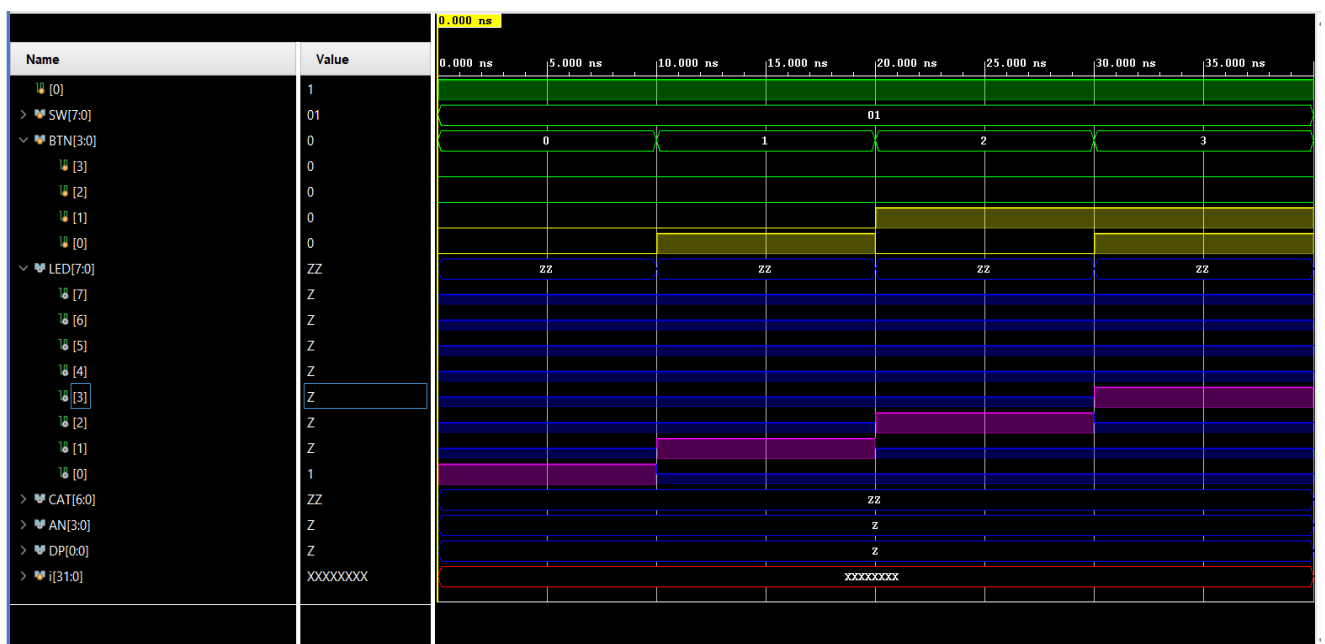 0.000 ns
Name Value 0.000 ns 5.000 ns 10.000 ns 15.000 ns 20.000 ns 25.000 ns 30.000 ns 35.000 ns
[0] 1
SW[7:0] 01 01
BTN[3:0] 0 0 1 2 3
[3] 0
[2] 0
[1] 0
[0] 0
LED[7:0] ZZ ZZ ZZ ZZ ZZ
[7] Z
[6] Z
[5] Z
[4] Z
[3] Z
[2] Z
[1] Z
[0] 1
CAT[6:0] ZZ ZZ
AN[3:0] Z Z
DP[0:0] Z Z
i[31:0] XXXXXXXX XXXXXXXX